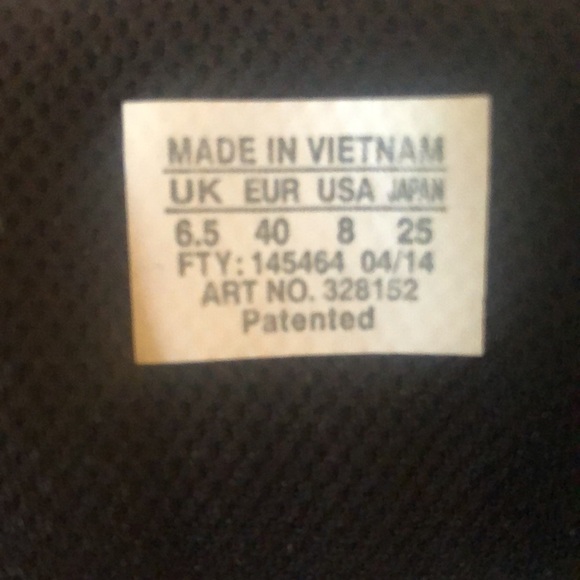 MADE IN VIETNAM
UK EUR USA JAPAN
6.5 40 8 25
FTY: 145464 04/14
ART NO. 328152
Patented